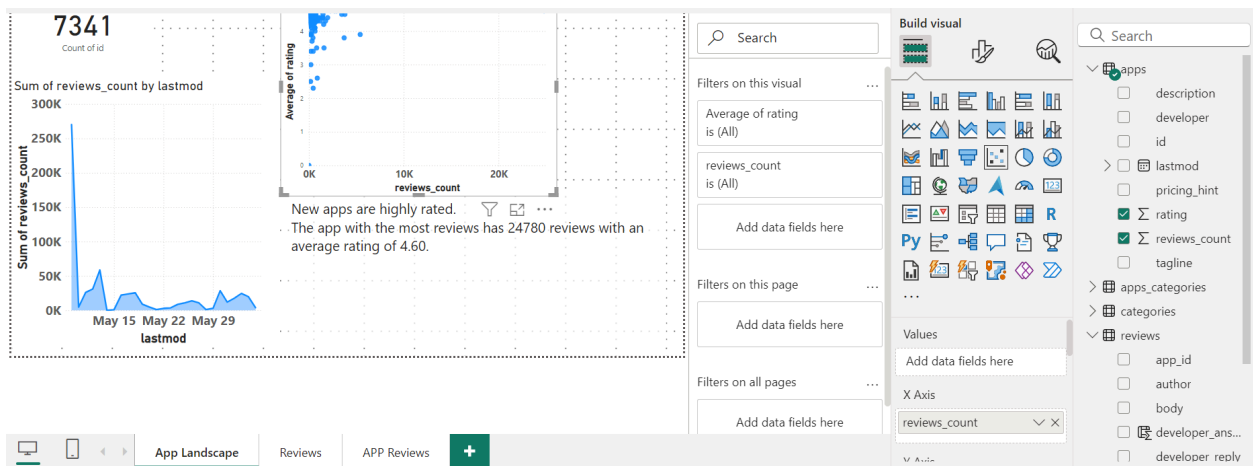 7341
Count of id
Sum of reviews_count by lastmod
300K
250K
200K
150K
100K
50K
0K
Sum of reviews_count
May 15 May 22 May 29
lastmod
Average of rating
4
3
2
1
0
0K 10K 20K
reviews_count
New apps are highly rated.
The app with the most reviews has 24780 reviews with an
average rating of 4.60.
App Landscape
Reviews
APP Reviews
Search
Filters on this visual
Average of rating
is (All)
reviews_count
is (All)
Add data fields here
Filters on this page
Add data fields here
Filters on all pages
Add data fields here
Build visual
123
R
Py
123
Values
Add data fields here
X Axis
reviews_count
Y Axis
Search
apps
description
developer
id
lastmod
pricing_hint
rating
reviews_count
tagline
apps_categories
categories
reviews
app_id
author
body
developer_ans...
developer_reply